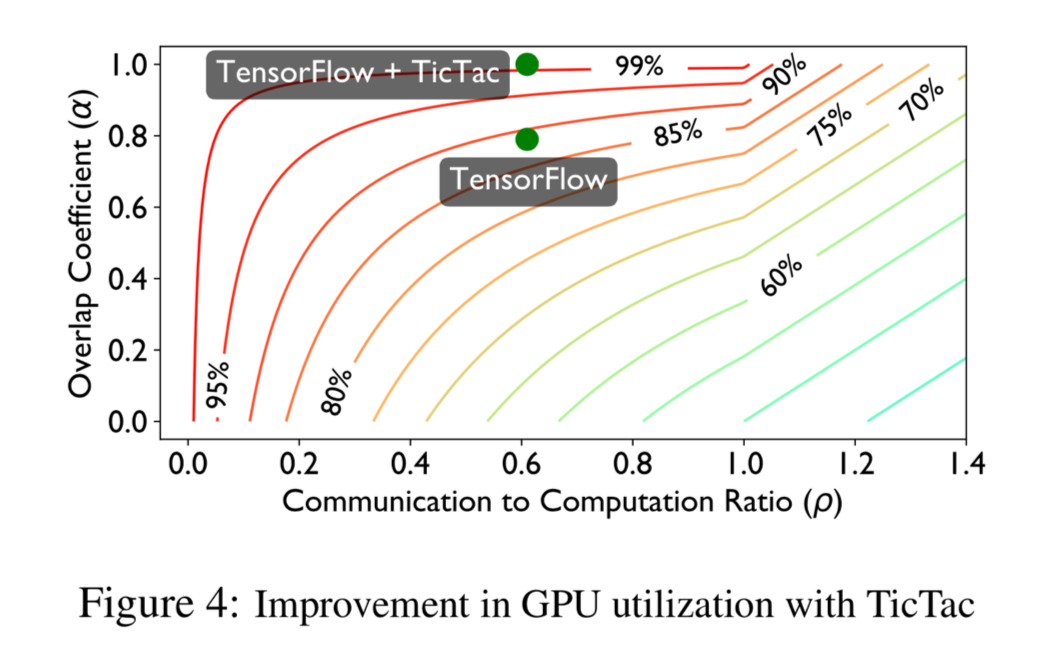 1.0
0.8
0.6
0.4
0.2
0.0
Overlap Coefficient (α)
TensorFlow + TicTac
TensorFlow
99%
90%
85%
75%
70%
95%
80%
60%
0.0 0.2 0.4 0.6 0.8 1.0 1.2 1.4
Communication to Computation Ratio (ρ)
Figure 4: Improvement in GPU utilization with TicTac